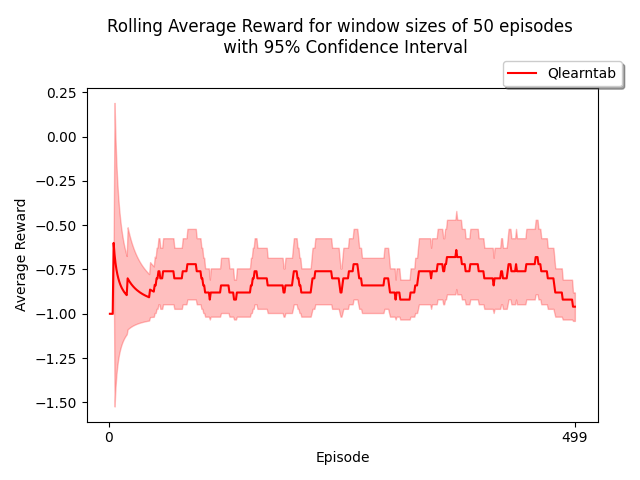 Rolling Average Reward for window sizes of 50 episodes
with 95% Confidence Interval
Qlearntab
0.25
0.00
−0.25
−0.50
−0.75
−1.00
−1.25
−1.50
Average Reward
0
499
Episode